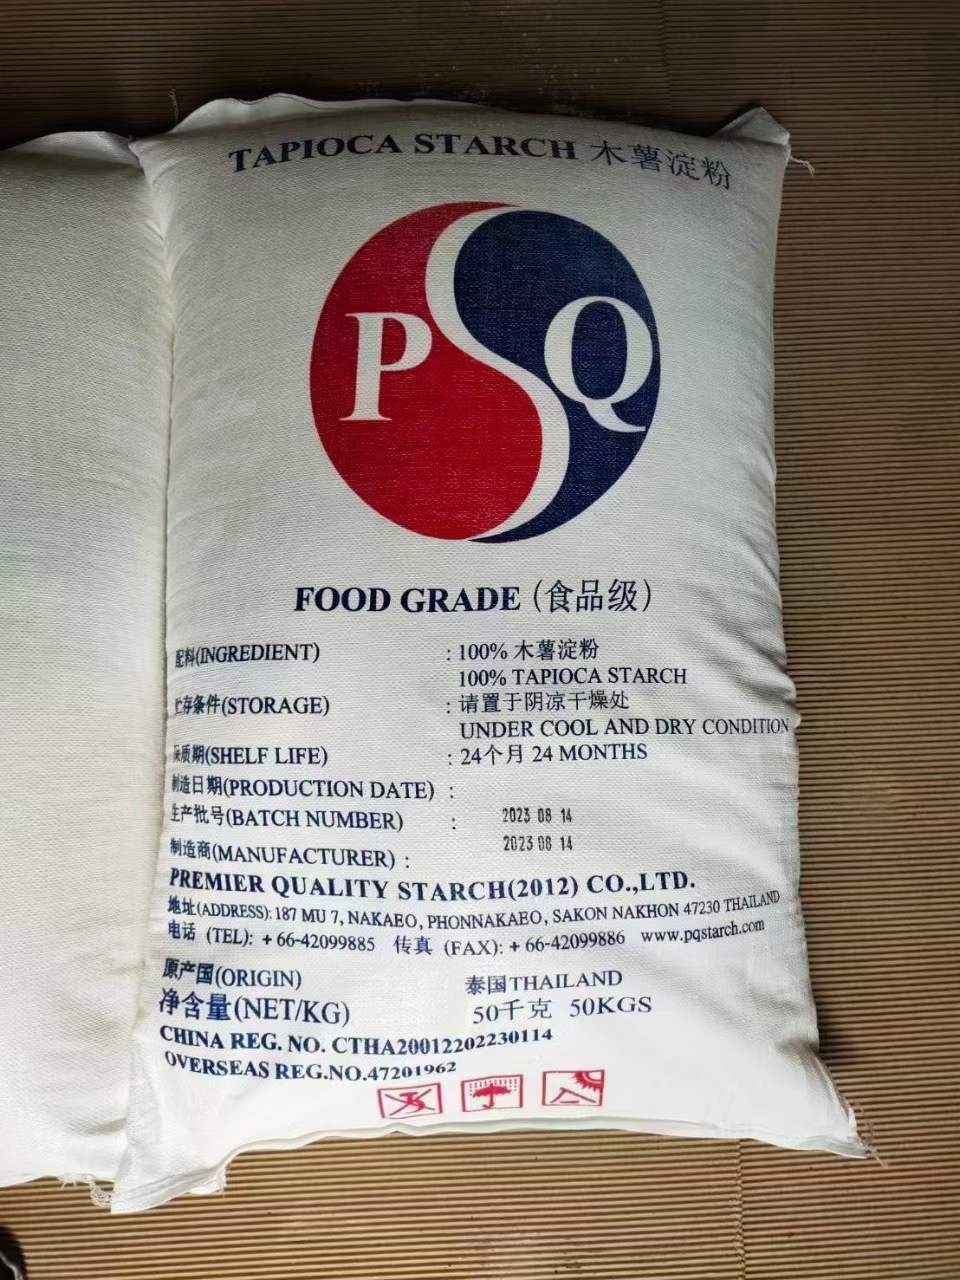 TAPIOCA STARCH 木薯淀粉
PSQ
FOOD GRADE (食品级)
配料(INGREDIENT) : 100% 木薯淀粉
100% TAPIOCA STARCH
贮存条件(STORAGE) : 请置于阴凉干燥处
UNDER COOL AND DRY CONDITION
保质期(SHELF LIFE) : 24个月 24 MONTHS
制造日期(PRODUCTION DATE) :
生产批号(BATCH NUMBER) : 2023 08 14
2023 08 14
制造商(MANUFACTURER) :
PREMIER QUALITY STARCH(2012) CO.,LTD.
地址(ADDRESS): 187 MU 7, NAKAEO, PHONNAKAEO, SAKON NAKHON 47230 THAILAND
电话 (TEL): + 66-42099885 传真 (FAX): + 66-42099886 www.pqstarch.com
原产国(ORIGIN) 泰国THAILAND
净含量(NET/KG) 50千克 50KGS
CHINA REG. NO. CTHA20012202230114
OVERSEAS REG.NO.47201962